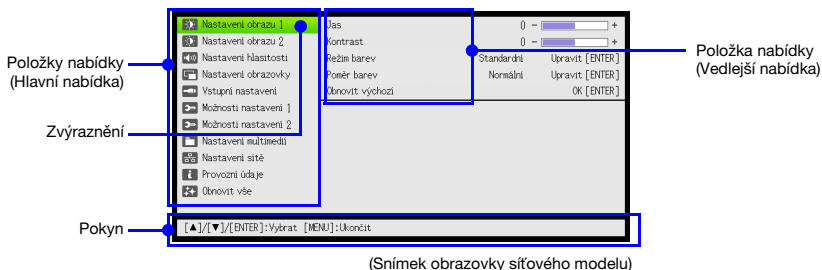 Nastavení obrazu 1
Nastavení obrazu 2
Nastavení hlasitosti
Nastavení obrazovky
Vstupní nastavení
Možnosti nastavení 1
Možnosti nastavení 2
Nastavení multimedií
Nastavení sítě
Provozní údaje
Obnovit vše
Jas 0 − +
Kontrast 0 − +
Režim barev Standardní Upravit [ENTER]
Poměr barev Normální Upravit [ENTER]
Obnovit výchozí OK [ENTER]
[▲]/[▼]/[ENTER]:Vybrat [MENU]:Ukončit
Položky nabídky
(Hlavní nabídka)
Zvýraznění
Pokyn
Položka nabídky
(Vedlejší nabídka)
(Snímek obrazovky síťového modelu)